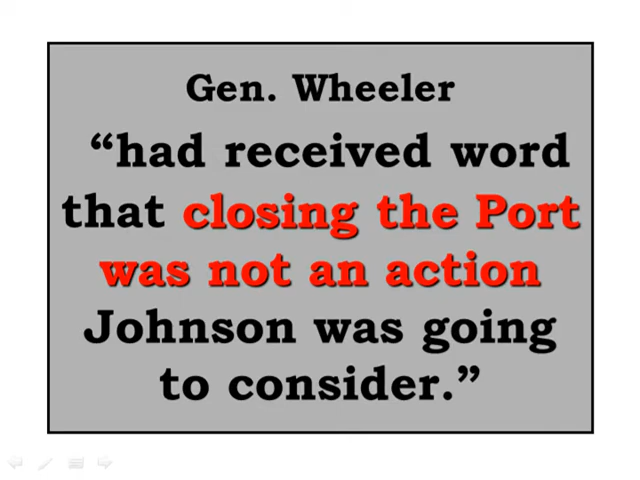 Gen. Wheeler
“had received word
that closing the Port
was not an action
Johnson was going
to consider.”